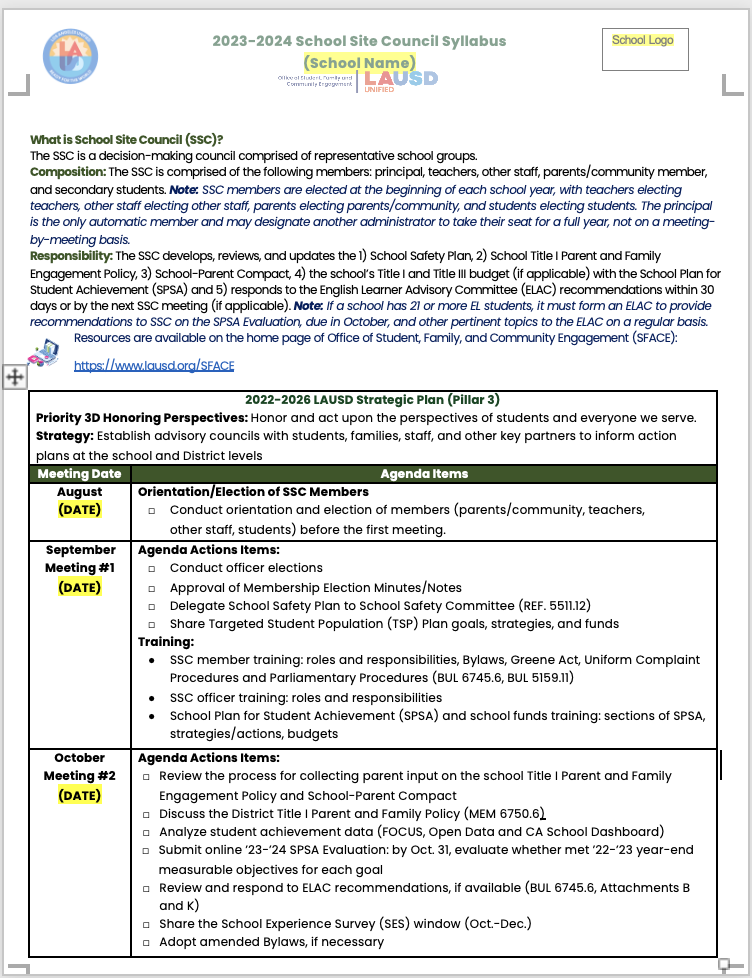 2023-2024 School Site Council Syllabus
(School Name)
School Logo
Office of Student, Family and
Community Engagement
LAUSD
UNIFIED
What is School Site Council (SSC)?
The SSC is a decision-making council comprised of representative school groups.
Composition: The SSC is comprised of the following members: principal, teachers, other staff, parents/community member,
and secondary students. Note: SSC members are elected at the beginning of each school year, with teachers electing
teachers, other staff electing other staff, parents electing parents/community, and students electing students. The principal
is the only automatic member and may designate another administrator to take their seat for a full year, not on a meeting-
by-meeting basis.
Responsibility: The SSC develops, reviews, and updates the 1) School Safety Plan, 2) School Title I Parent and Family
Engagement Policy, 3) School-Parent Compact, 4) the school's Title I and Title III budget (if applicable) with the School Plan for
Student Achievement (SPSA) and 5) responds to the English Learner Advisory Committee (ELAC) recommendations within 30
days or by the next SSC meeting (if applicable). Note: If a school has 21 or more EL students, it must form an ELAC to provide
recommendations to SSC on the SPSA Evaluation, due in October, and other pertinent topics to the ELAC on a regular basis.
Resources are available on the home page of Office of Student, Family, and Community Engagement (SFACE):
https://www.lausd.org/SFACE
2022-2026 LAUSD Strategic Plan (Pillar 3)
Priority 3D Honoring Perspectives: Honor and act upon the perspectives of students and everyone we serve.
Strategy: Establish advisory councils with students, families, staff, and other key partners to inform action
plans at the school and District levels
Meeting Date Agenda Items
August
(DATE)
Orientation/Election of SSC Members
▫ Conduct orientation and election of members (parents/community, teachers,
other staff, students) before the first meeting.
September
Meeting #1
(DATE)
Agenda Actions Items:
▫ Conduct officer elections
▫ Approval of Membership Election Minutes/Notes
▫ Delegate School Safety Plan to School Safety Committee (REF. 5511.12)
▫ Share Targeted Student Population (TSP) Plan goals, strategies, and funds
Training:
● SSC member training: roles and responsibilities, Bylaws, Greene Act, Uniform Complaint
Procedures and Parliamentary Procedures (BUL 6745.6, BUL 5159.11)
● SSC officer training: roles and responsibilities
● School Plan for Student Achievement (SPSA) and school funds training: sections of SPSA,
strategies/actions, budgets
October
Meeting #2
(DATE)
Agenda Actions Items:
▫ Review the process for collecting parent input on the school Title I Parent and Family
Engagement Policy and School-Parent Compact
▫ Discuss the District Title I Parent and Family Policy (MEM 6750.6)
▫ Analyze student achievement data (FOCUS, Open Data and CA School Dashboard)
▫ Submit online '23-'24 SPSA Evaluation: by Oct. 31, evaluate whether met '22-'23 year-end
measurable objectives for each goal
▫ Review and respond to ELAC recommendations, if available (BUL 6745.6, Attachments B
and K)
▫ Share the School Experience Survey (SES) window (Oct.-Dec.)
▫ Adopt amended Bylaws, if necessary